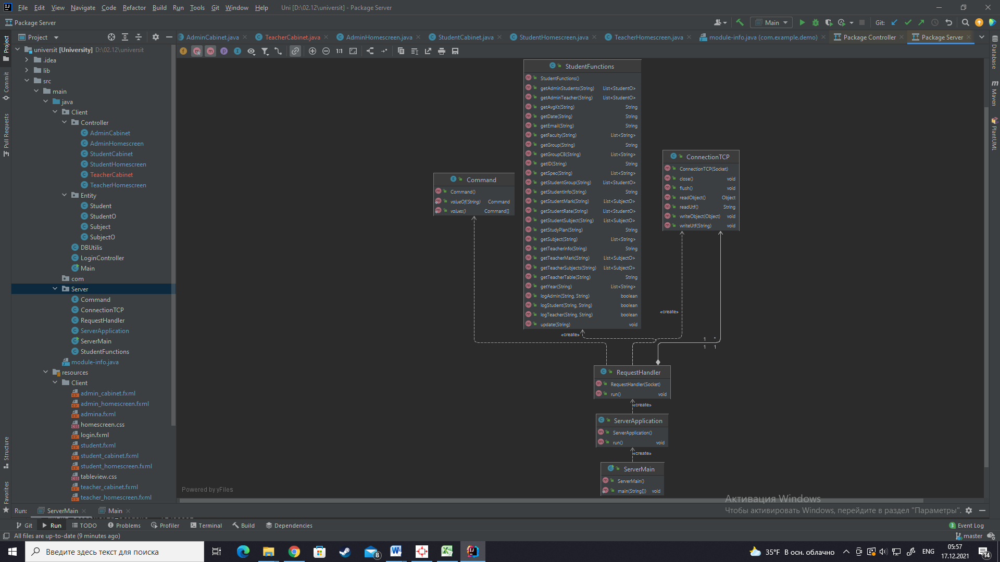 File Edit View Navigate Code Refactor Build Run Tools Git Window Help Uni [D:\02.12\universit] - Package Server
Package Server
Main
Git:
Project
AdminCabinet.java
TeacherCabinet.java
AdminHomescreen.java
StudentCabinet.java
StudentHomescreen.java
TeacherHomescreen.java
module-info.java (com.example.demo)
Package Controller
Package Server
1:1
Project
Commit
Pull Requests
Structure
Favorites
universit [University] D:\02.12\universit
.idea
lib
src
main
java
Client
Controller
AdminCabinet
AdminHomescreen
StudentCabinet
StudentHomescreen
TeacherCabinet
TeacherHomescreen
Entity
Student
StudentO
Subject
SubjectO
DBUtilis
LoginController
Main
com
Server
Command
ConnectionTCP
RequestHandler
ServerApplication
ServerMain
StudentFunctions
module-info.java
resources
Client
admin_cabinet.fxml
admin_homescreen.fxml
admina.fxml
homescreen.css
login.fxml
student.fxml
student_cabinet.fxml
student_homescreen.fxml
tableview.css
teacher_cabinet.fxml
teacher_homescreen.fxml
Command
Command()
valueOf(String) Command
values() Command[]
StudentFunctions
StudentFunctions()
getAdminStudents(String) List<StudentO>
getAdminTeacher(String) List<StudentO>
getAvgKt(String) String
getDate(String) String
getEmail(String) String
getFaculty(String) List<String>
getGroup(String) String
getGroupCB(String) List<String>
getID(String) String
getSpec(String) List<String>
getStudentGroup(String) List<StudentO>
getStudentInfo(String) String
getStudentMark(String) List<SubjectO>
getStudentRate(String) List<StudentO>
getStudentSubject(String) List<SubjectO>
getStudyPlan(String) String
getSubject(String) List<String>
getTeacherInfo(String) String
getTeacherMark(String) List<SubjectO>
getTeacherSubjects(String) List<SubjectO>
getTeacherTable(String) String
getYear(String) List<String>
logAdmin(String, String) boolean
logStudent(String, String) boolean
logTeacher(String, String) boolean
update(String) void
ConnectionTCP
ConnectionTCP(Socket)
close() void
flush() void
readObject() Object
readUtf() String
writeObject(Object) void
writeUtf(String) void
«create»
«create»
1 *
1 1
RequestHandler
RequestHandler(Socket)
run() void
«create»
ServerApplication
ServerApplication()
run() void
«create»
ServerMain
ServerMain()
main(String[]) void
Powered by yFiles
Database
Maven
PlantUML
Активация Windows
Чтобы активировать Windows, перейдите в раздел "Параметры".
Run: ServerMain Main
Git Run TODO Problems Profiler Terminal Build Dependencies
3 Event Log
All files are up-to-date (9 minutes ago)
master
Введите здесь текст для поиска
8
35°F В осн. облачно
ENG
05:57
17.12.2021
14